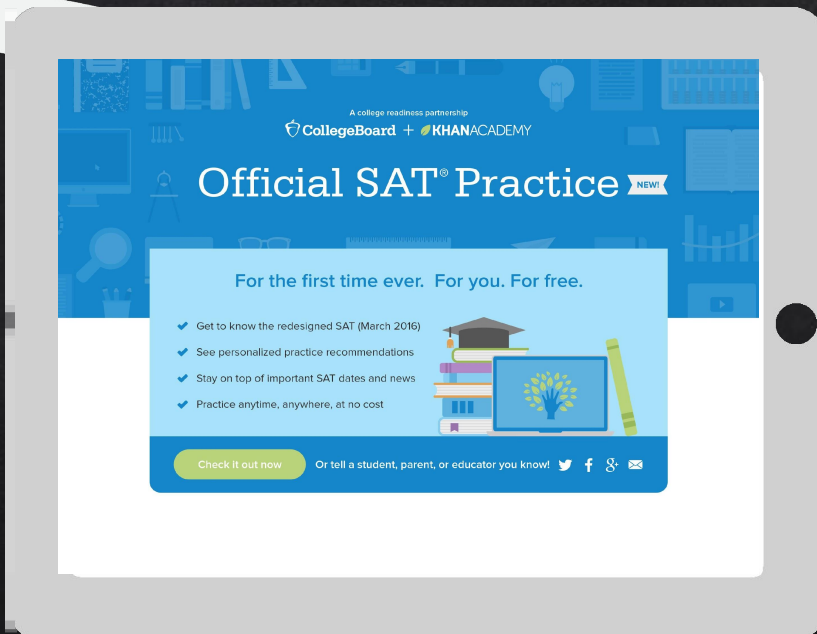 A college readiness partnership
CollegeBoard + KHANACADEMY
Official SAT® Practice NEW!
For the first time ever. For you. For free.
Get to know the redesigned SAT (March 2016)
See personalized practice recommendations
Stay on top of important SAT dates and news
Practice anytime, anywhere, at no cost
Check it out now Or tell a student, parent, or educator you know!